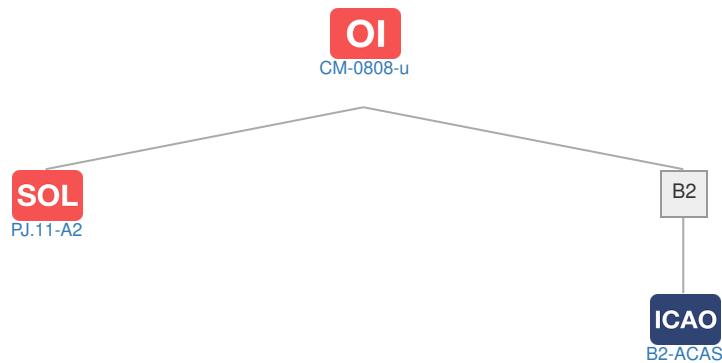 OI
CM-0808-u
SOL
PJ.11-A2
B2
ICAO
B2-ACAS